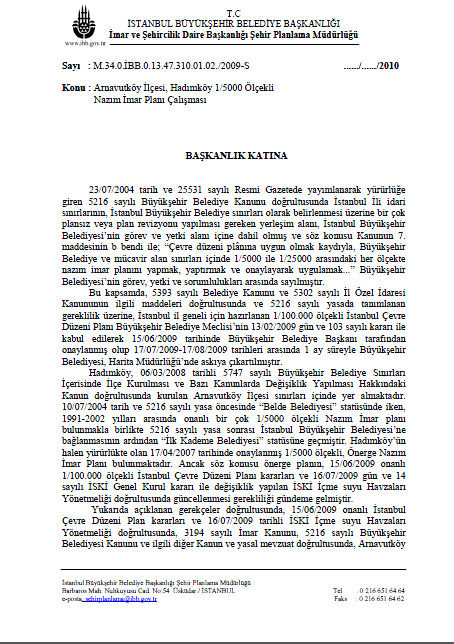 T.C
İSTANBUL BÜYÜKŞEHİR BELEDİYE BAŞKANLIĞI
İmar ve Şehircilik Daire Başkanlığı Şehir Planlama Müdürlüğü
www.ibb.gov.tr
Sayı : M.34.0.İBB.0.13.47.310.01.02./2009-S ....../....../2010
Konu : Arnavutköy İlçesi, Hadımköy 1/5000 Ölçekli
Nazım İmar Planı Çalışması
BAŞKANLIK KATINA
23/07/2004 tarih ve 25531 sayılı Resmi Gazetede yayımlanarak yürürlüğe
giren 5216 sayılı Büyükşehir Belediye Kanunu doğrultusunda İstanbul İli idari
sınırlarının, İstanbul Büyükşehir Belediye sınırları olarak belirlenmesi üzerine bir çok
plansız veya plan revizyonu yapılması gereken yerleşim alanı, İstanbul Büyükşehir
Belediyesi’nin görev ve yetki alanı içine dahil olmuş ve söz konusu Kanunun 7.
maddesinin b bendi ile; “Çevre düzeni plânına uygun olmak kaydıyla, Büyükşehir
Belediye ve mücavir alan sınırları içinde 1/5000 ile 1/25000 arasındaki her ölçekte
nazım imar planını yapmak, yaptırmak ve onaylayarak uygulamak...” Büyükşehir
Belediyesi’nin görev, yetki ve sorumlulukları arasında sayılmıştır.
Bu kapsamda, 5393 sayılı Belediye Kanunu ve 5302 sayılı İl Özel İdaresi
Kanununun ilgili maddeleri doğrultusunda ve 5216 sayılı yasada tanımlanan
gereklilik üzerine, İstanbul il geneli için hazırlanan 1/100.000 ölçekli İstanbul Çevre
Düzeni Planı Büyükşehir Belediye Meclisi’nin 13/02/2009 gün ve 103 sayılı kararı ile
kabul edilerek 15/06/2009 tarihinde Büyükşehir Belediye Başkanı tarafından
onaylanmış olup 17/07/2009-17/08/2009 tarihleri arasında 1 ay süreyle Büyükşehir
Belediyesi, Harita Müdürlüğü’nde askıya çıkartılmıştır.
Hadımköy, 06/03/2008 tarihli 5747 sayılı Büyükşehir Belediye Sınırları
İçerisinde İlçe Kurulması ve Bazı Kanunlarda Değişiklik Yapılması Hakkındaki
Kanun doğrultusunda kurulan Arnavutköy İlçesi sınırları içinde yer almaktadır.
10/07/2004 tarih ve 5216 sayılı yasa öncesinde “Belde Belediyesi” statüsünde iken,
1991-2002 yılları arasında onanlı bir çok 1/5000 ölçekli Nazım İmar planı
bulunmakla birlikte 5216 sayılı yasa sonrası İstanbul Büyükşehir Belediyesi’ne
bağlanmasının ardından “İlk Kademe Belediyesi” statüsüne geçmiştir. Hadımköy’ün
halen yürürlükte olan 17/04/2007 tarihinde onaylanmış 1/5000 ölçekli, Önerge Nazım
İmar Planı bulunmaktadır. Ancak söz konusu önerge planın, 15/06/2009 onanlı
1/100.000 ölçekli İstanbul Çevre Düzeni Planı kararları ve 16/07/2009 gün ve 14
sayılı İSKİ Genel Kurul kararı ile değişiklik yapılan İSKİ İçme suyu Havzaları
Yönetmeliği doğrultusunda güncellenmesi gerekliliği gündeme gelmiştir.
Yukarıda açıklanan gerekçeler doğrultusunda, 15/06/2009 onanlı İstanbul
Çevre Düzeni Plan kararları ve 16/07/2009 tarihli İSKİ İçme suyu Havzaları
Yönetmeliği doğrultusunda, 3194 sayılı İmar Kanunu, 5216 sayılı Büyükşehir
Belediyesi Kanunu ve ilgili diğer Kanun ve yasal mevzuat doğrultusunda, Arnavutköy
İstanbul Büyükşehir Belediye Başkanlığı Şehir Planlama Müdürlüğü
Barbaros Mah. Nuhkuyusu Cad. No:54 Üsküdar / İSTANBUL Tel : 0 216 651 64 64
e-posta: sehirplanlama@ibb.gov.tr Faks : 0 216 651 64 62